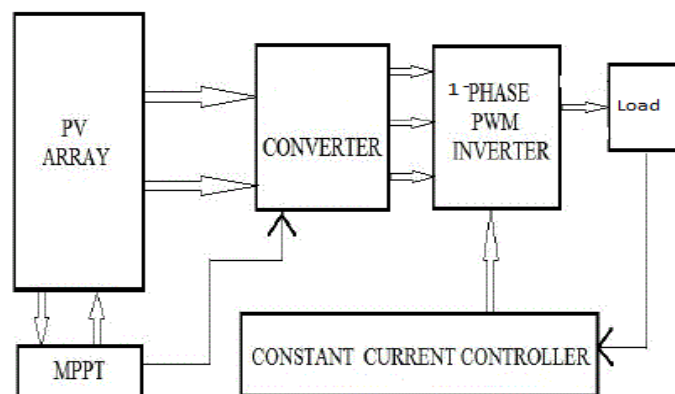 PV
ARRAY
CONVERTER
1-PHASE
PWM
INVERTER
Load
MPPT
CONSTANT CURRENT CONTROLLER